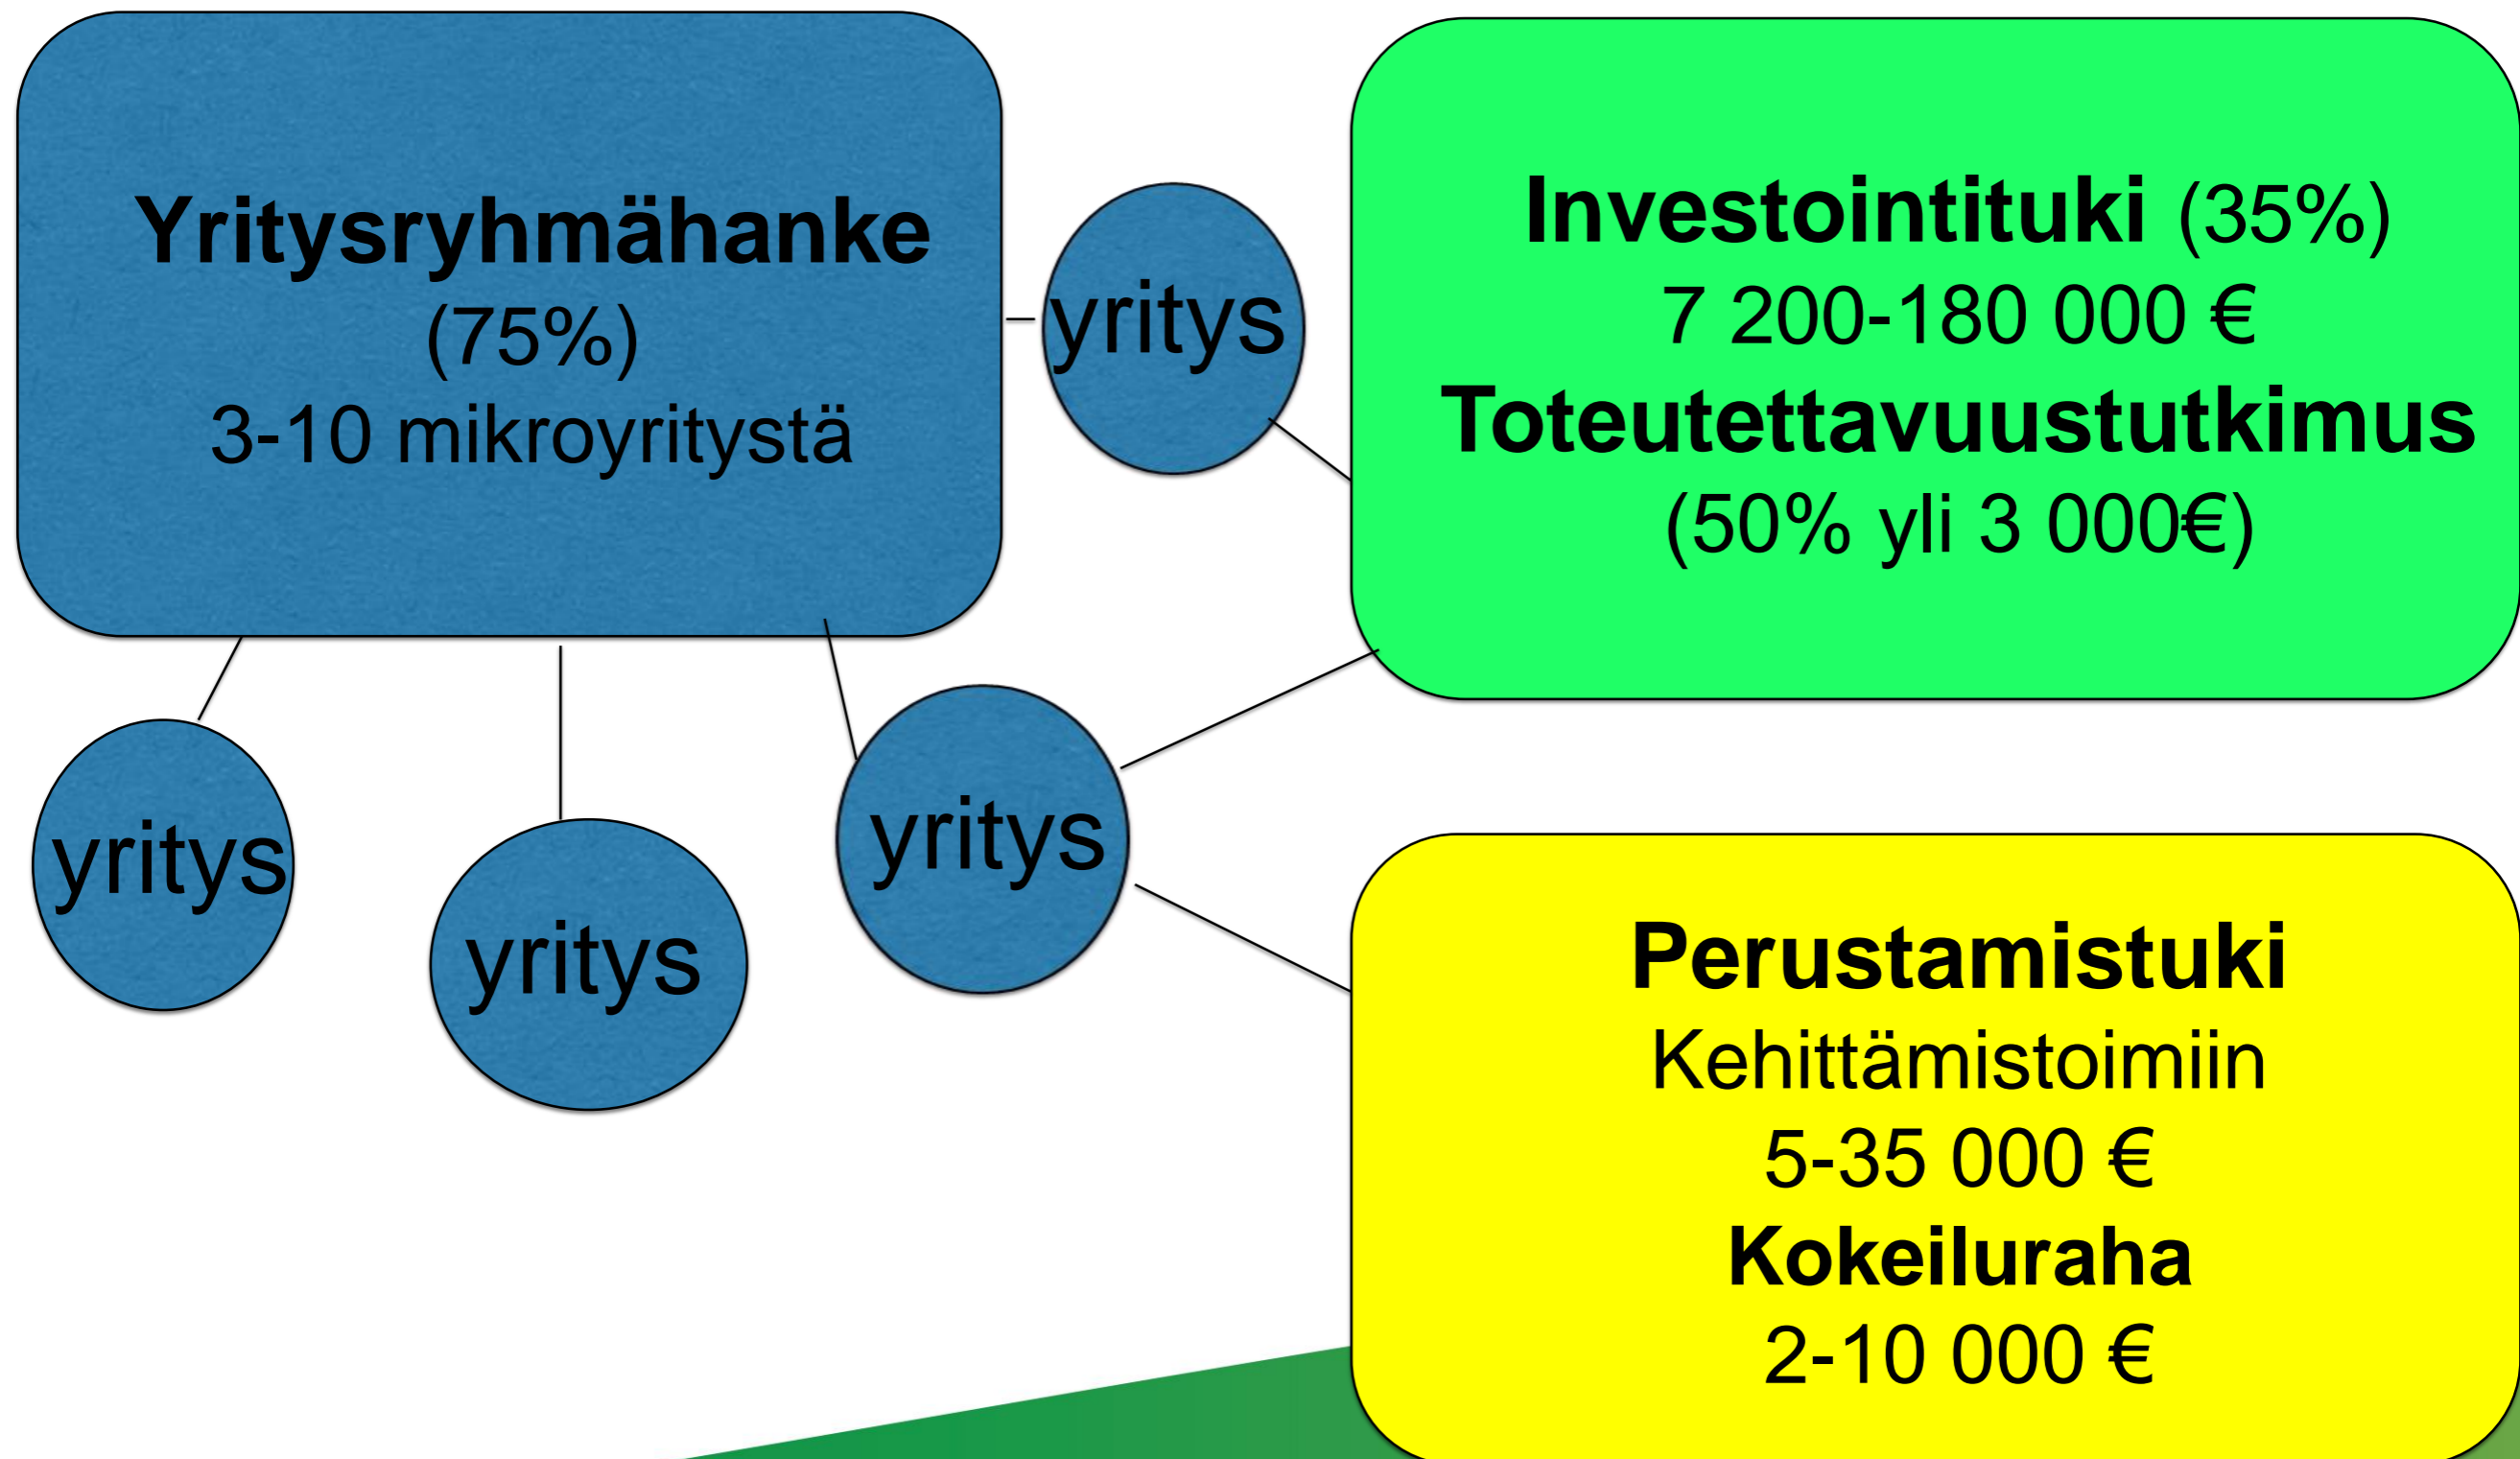 Yritysryhmähanke
(75%)
3-10 mikroyritystä
yritys
Investointituki (35%)
7 200-180 000 €
Toteutettavuustutkimus
(50% yli 3 000€)
yritys
yritys
yritys
Perustamistuki
Kehittämistoimiin
5-35 000 €
Kokeiluraha
2-10 000 €